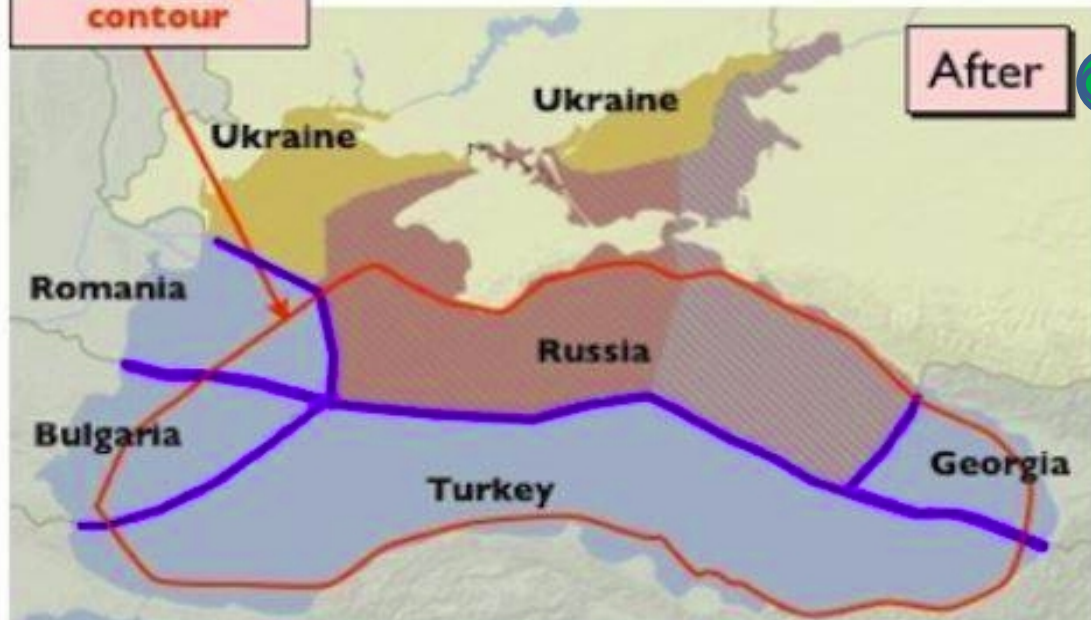 contour
After
Ukraine
Ukraine
Romania
Russia
Bulgaria
Georgia
Turkey